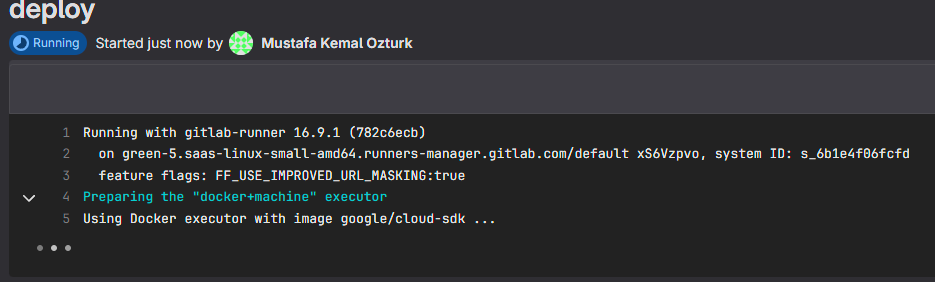 deploy
Running Started just now by Mustafa Kemal Ozturk
1 Running with gitlab-runner 16.9.1 (782c6ecb)
2 on green-5.saas-linux-small-amd64.runners-manager.gitlab.com/default xS6Vzpvo, system ID: s_6b1e4f06fcfd
3 feature flags: FF_USE_IMPROVED_URL_MASKING:true
4 Preparing the "docker+machine" executor
5 Using Docker executor with image google/cloud-sdk ...